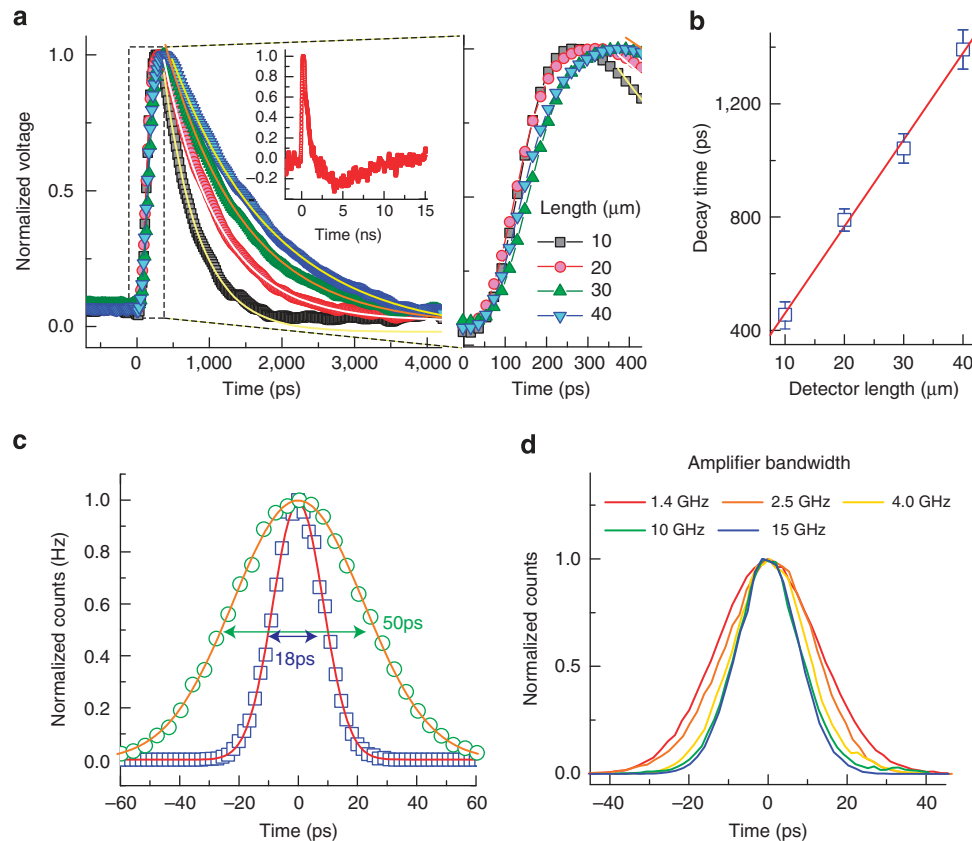 a
Normalized voltage
1.0
0.5
0.0
0
1,000
2,000
3,000
4,000
Time (ps)
1.0
0.8
0.6
0.4
0.2
0.0
−0.2
0
5
10
15
Time (ns)
Length (μm)
10
20
30
40
0
100
200
300
400
Time (ps)
b
Decay time (ps)
1,200
800
400
10
20
30
40
Detector length (μm)
c
Normalized counts (Hz)
1.0
0.8
0.6
0.4
0.2
0.0
50ps
18ps
−60
−40
−20
0
20
40
60
Time (ps)
d
Amplifier bandwidth
1.4 GHz
2.5 GHz
4.0 GHz
10 GHz
15 GHz
Normalized counts
1.0
0.5
0.0
−40
−20
0
20
40
Time (ps)